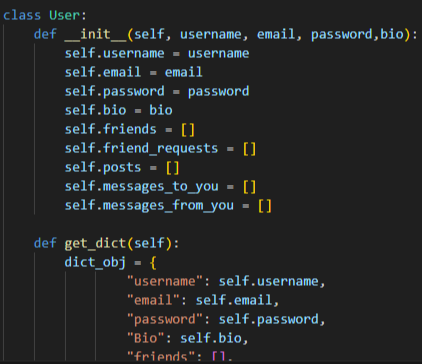 class User:
    def __init__(self, username, email, password,bio):
        self.username = username
        self.email = email
        self.password = password
        self.bio = bio
        self.friends = []
        self.friend_requests = []
        self.posts = []
        self.messages_to_you = []
        self.messages_from_you = []
    def get_dict(self):
        dict_obj = {
                "username": self.username,
                "email": self.email,
                "password": self.password,
                "Bio": self.bio,
                "friends": [],